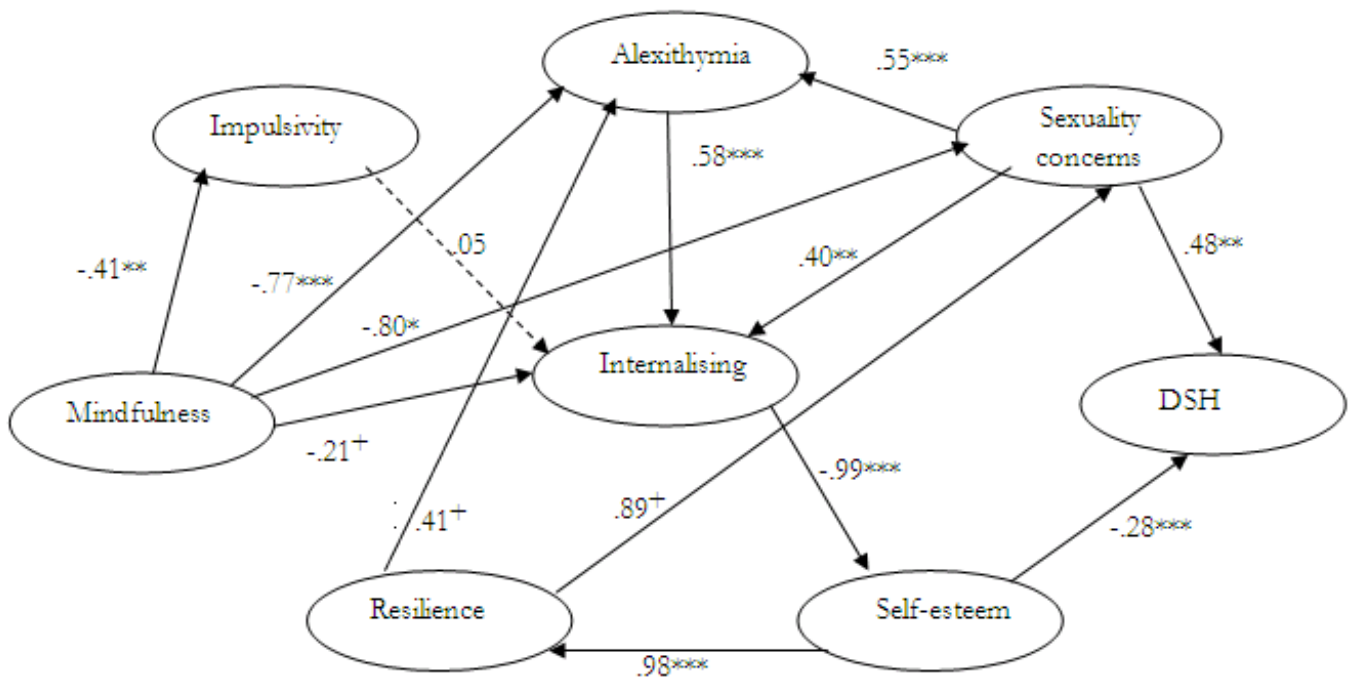 Alexithymia
.55***
Impulsivity
Sexuality
concerns
.58***
.05
-.41**
-.77***
.40**
.48**
-.80*
Internalising
DSH
Mindfulness
-.21+
-.99***
: .41+
.89+
-.28***
Resilience
Self-esteem
.98***